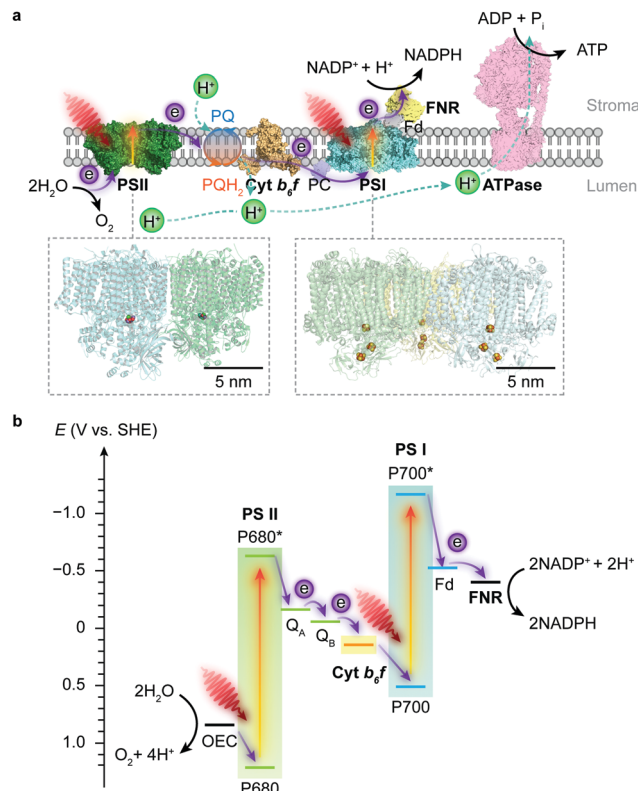 a
ADP + Pi
ATP
NADPH
NADP⁺ + H⁺
H⁺
e
FNR
Stroma
e
PQ
Fd
e
e
2H₂O
PSII
PQH₂
Cyt b₆f
PC
PSI
H⁺
ATPase
Lumen
O₂
H⁺
H⁺
5 nm
5 nm
b
E (V vs. SHE)
PS I
P700*
−1.0
PS II
P680*
e
−0.5
e
Fd
2NADP⁺ + 2H⁺
e
FNR
0
QA
QB
2NADPH
Cyt b₆f
0.5
2H₂O
P700
OEC
1.0
O₂ + 4H⁺
P680